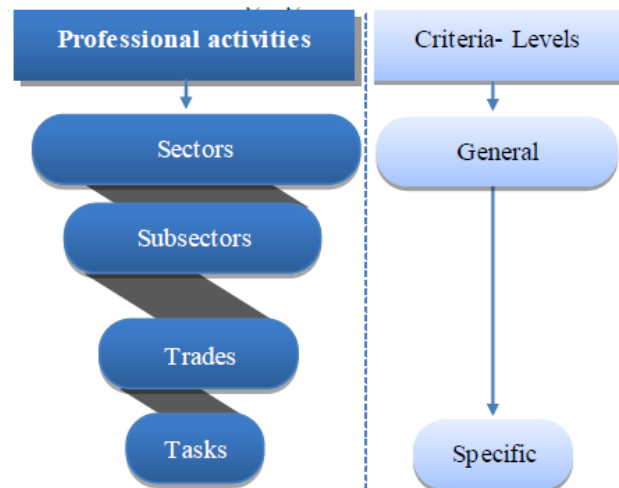 Professional activities
Criteria- Levels
Sectors
General
Subsectors
Trades
Tasks
Specific